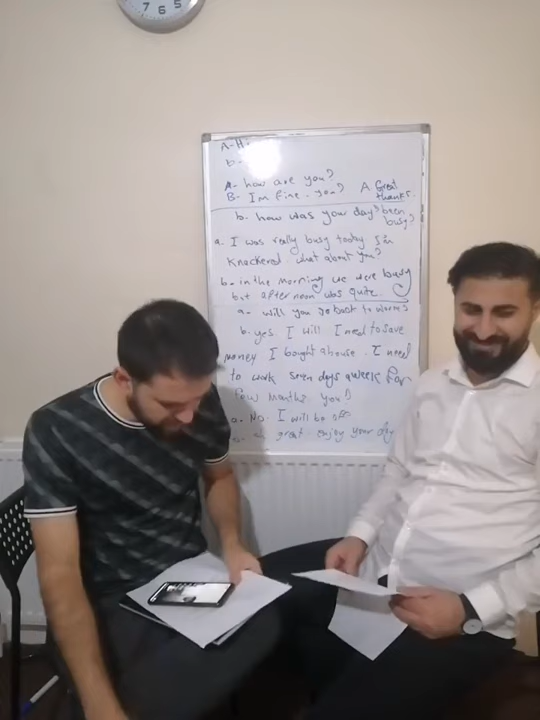 7 6 5
A- Hi
b-
A- how are you?
B- I'm fine. you? A Great thanks.
b. how was your day? been busy?
a. I was really busy today I'm
knackered what about you?
b- in the morning we were busy
but after noon was quite.
a- will you go back to work?
b. yes I will I need to save
money I bought a house. I need
to work seven days a week for
few months you?
a. No. I will be off
great enjoy your day